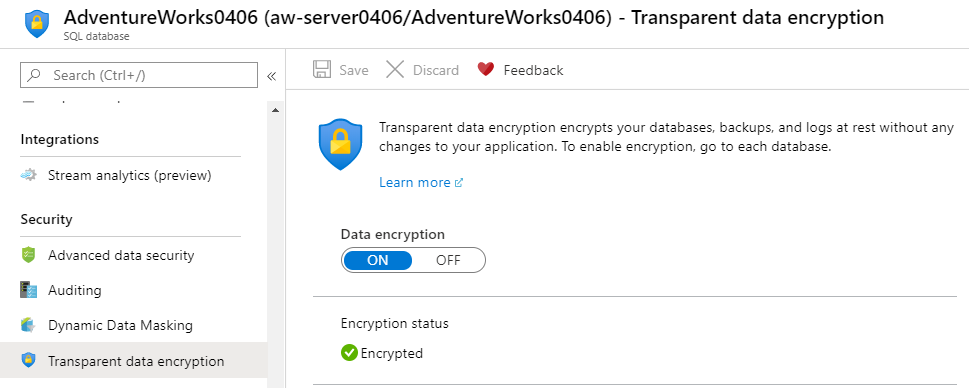 AdventureWorks0406 (aw-server0406/AdventureWorks0406) - Transparent data encryption
SQL database
Search (Ctrl+/)
«
Save
Discard
Feedback
Integrations
Stream analytics (preview)
Security
Advanced data security
Auditing
Dynamic Data Masking
Transparent data encryption
Transparent data encryption encrypts your databases, backups, and logs at rest without any
changes to your application. To enable encryption, go to each database.
Learn more
Data encryption
ON OFF
Encryption status
Encrypted